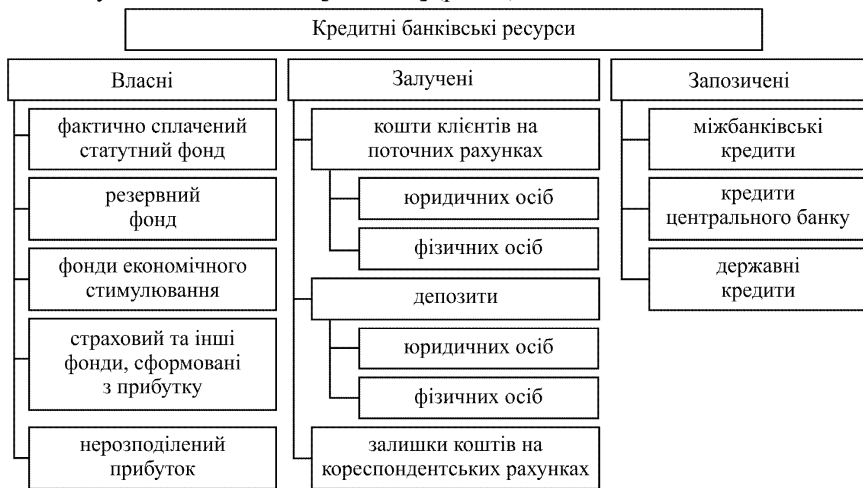 Кредитні банківські ресурси
Власні
фактично сплачений
статутний фонд
резервний
фонд
фонди економічного
стимулювання
страховий та інші
фонди, сформовані
з прибутку
нерозподілений
прибуток
Залучені
кошти клієнтів на
поточних рахунках
юридичних осіб
фізичних осіб
депозити
юридичних осіб
фізичних осіб
залишки коштів на
кореспондентських рахунках
Запозичені
міжбанківські
кредити
кредити
центрального банку
державні
кредити